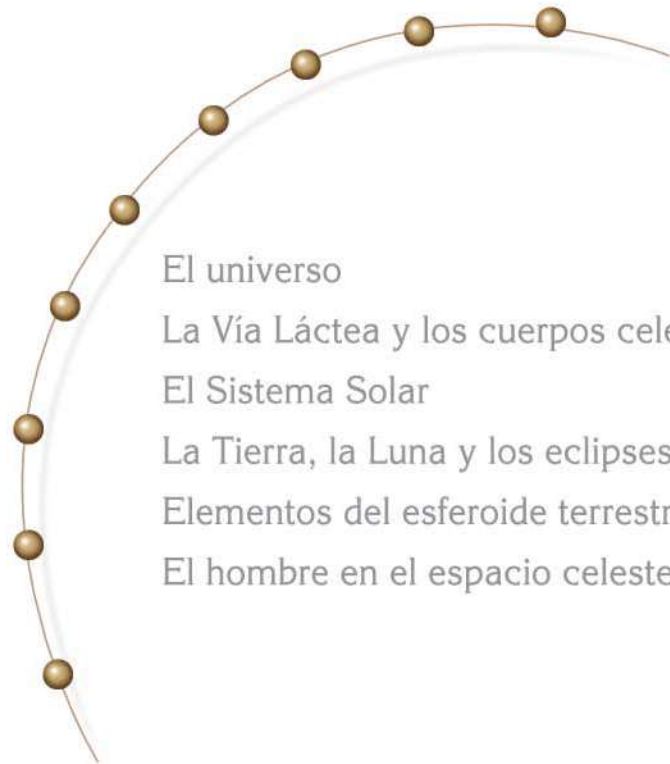 El universo
La Vía Láctea y los cuerpos cele
El Sistema Solar
La Tierra, la Luna y los eclipses
Elementos del esferoide terrestr
El hombre en el espacio celeste